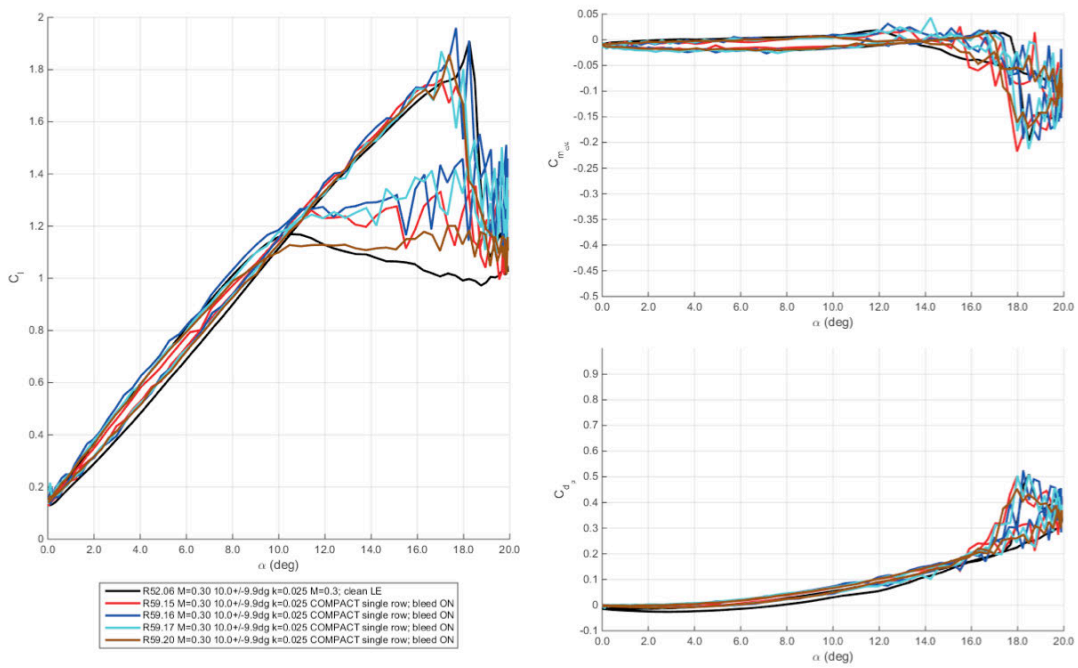 2
1.8
1.6
1.4
1.2
1
0.8
0.6
0.4
0.2
0
C_l
0.0 2.0 4.0 6.0 8.0 10.0 12.0 14.0 16.0 18.0 20.0
α (deg)
R52.06 M=0.30 10.0+/-9.9dg k=0.025 M=0.3; clean LE
R59.15 M=0.30 10.0+/-9.9dg k=0.025 COMPACT single row; bleed ON
R59.16 M=0.30 10.0+/-9.9dg k=0.025 COMPACT single row; bleed ON
R59.17 M=0.30 10.0+/-9.9dg k=0.025 COMPACT single row; bleed ON
R59.20 M=0.30 10.0+/-9.9dg k=0.025 COMPACT single row; bleed ON
0.05
0
-0.05
-0.1
-0.15
-0.2
-0.25
-0.3
-0.35
-0.4
-0.45
-0.5
0.0 2.0 4.0 6.0 8.0 10.0 12.0 14.0 16.0 18.0 20.0
α (deg)
0.9
0.8
0.7
0.6
0.5
0.4
0.3
0.2
0.1
0
-0.1
0.0 2.0 4.0 6.0 8.0 10.0 12.0 14.0 16.0 18.0 20.0
α (deg)